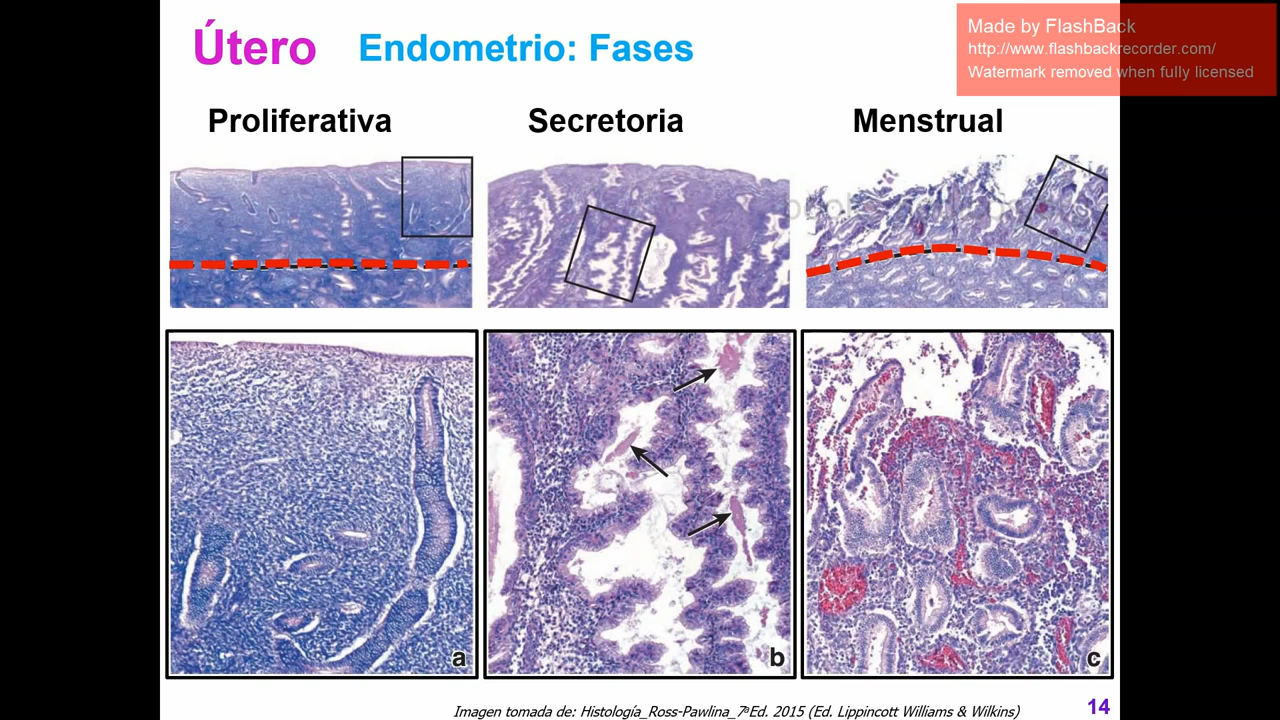 Útero Endometrio: Fases
Made by FlashBack
http://www.flashbackrecorder.com/
Watermark removed when fully licensed
Proliferativa Secretoria Menstrual
a b c
Imagen tomada de: Histología_Ross-Pawlina_7ªEd. 2015 (Ed. Lippincott Williams & Wilkins)
14